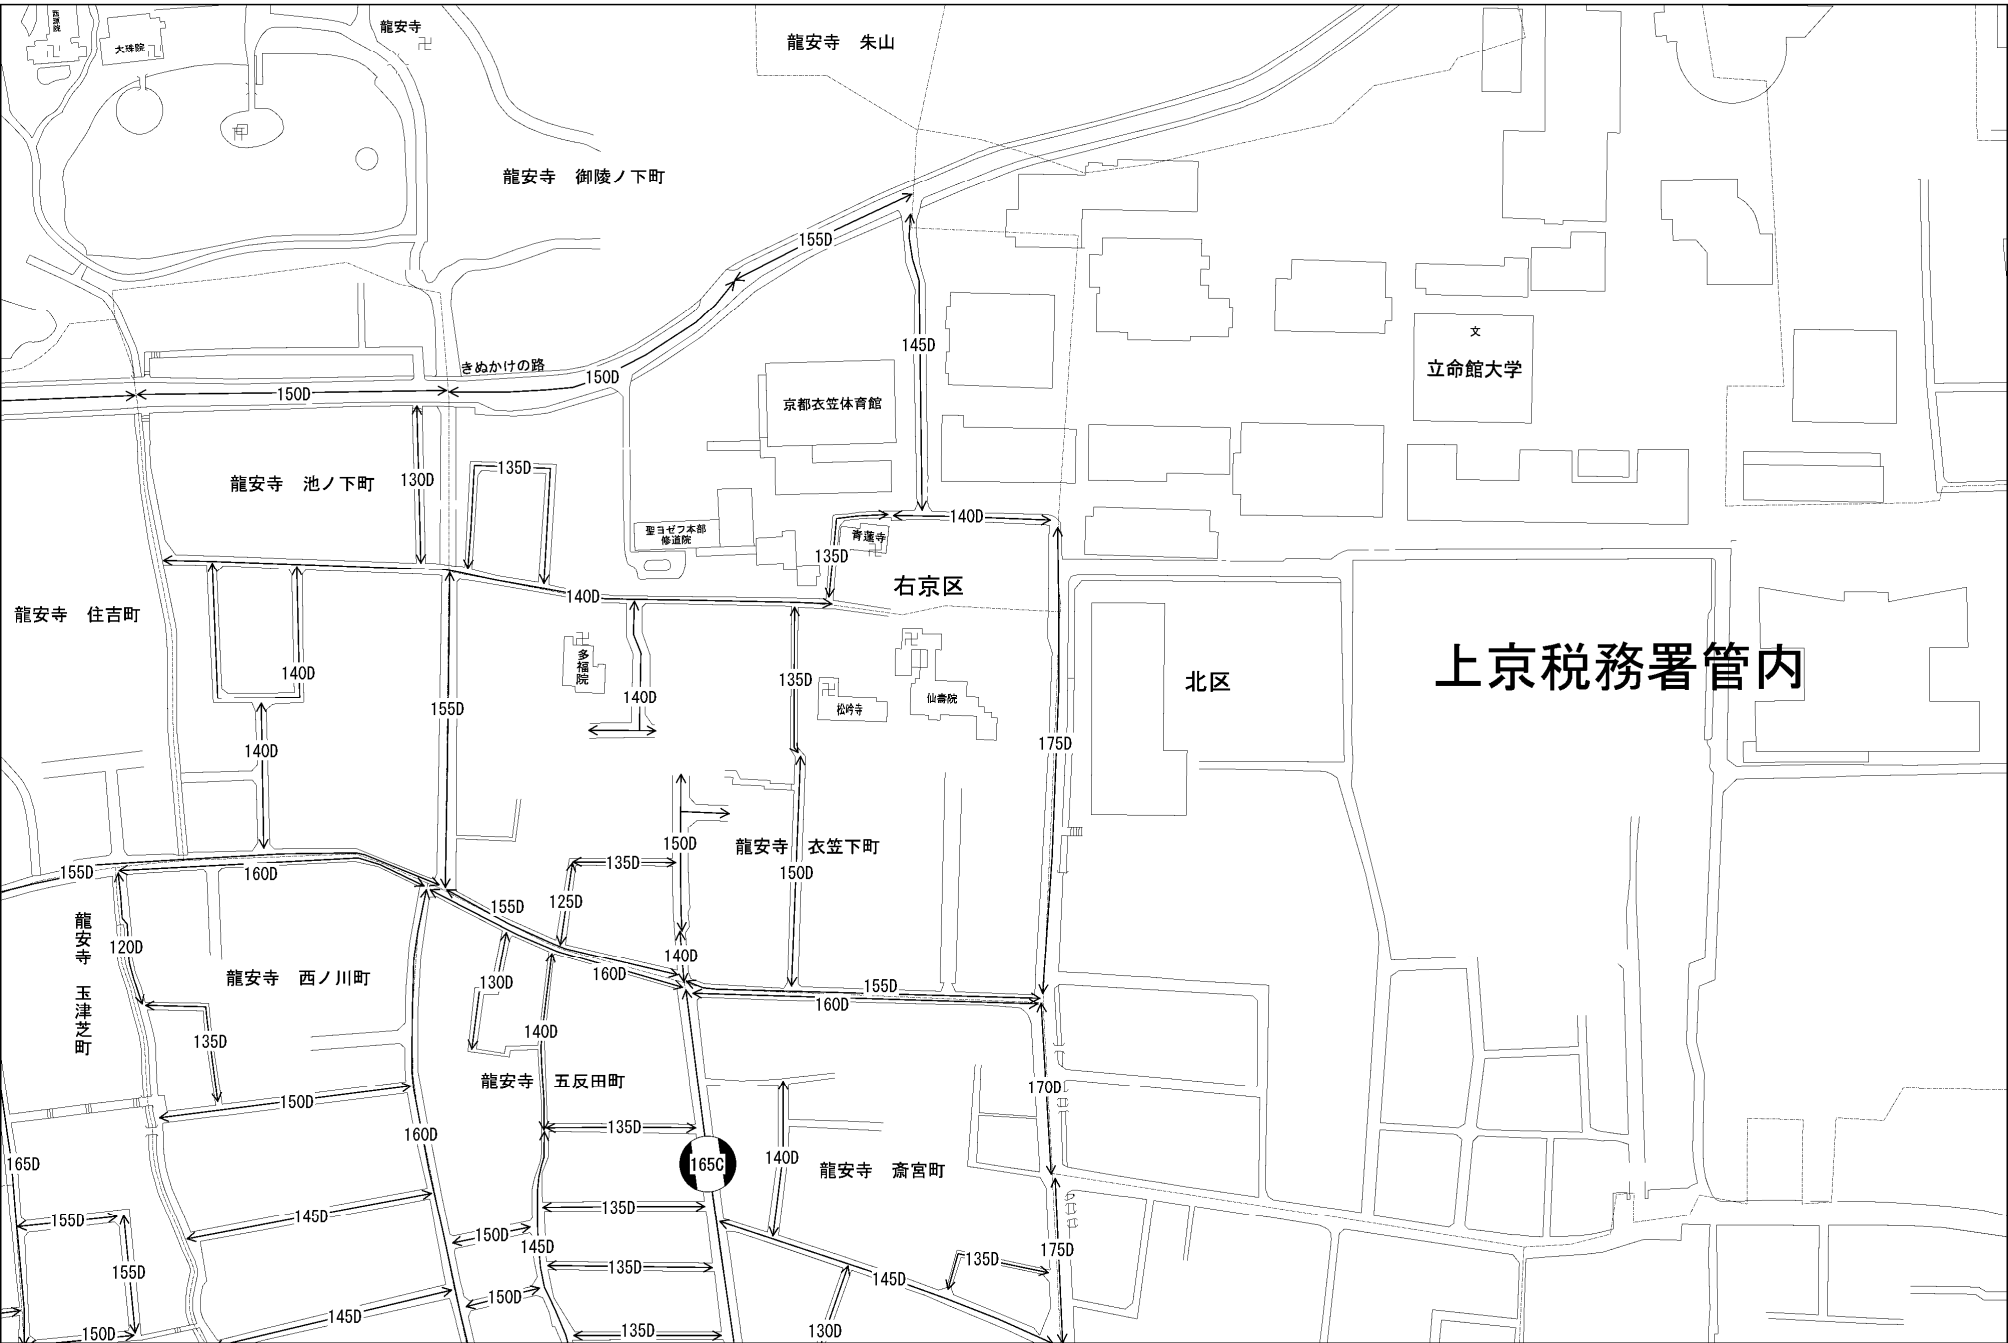 西源院
大珠院
龍安寺
龍安寺　朱山
龍安寺　御陵ノ下町
155D
145D
文
立命館大学
きぬかけの路
150D
150D
京都衣笠体育館
龍安寺　池ノ下町
130D
135D
聖ヨゼフ本部
修道院
青蓮寺
140D
135D
右京区
140D
龍安寺　住吉町
多福院
140D
140D
135D
松吟寺
仙壽院
北区
上京税務署管内
155D
175D
140D
150D
龍安寺　衣笠下町
135D
150D
155D
160D
125D
155D
龍安寺　玉津芝町
120D
龍安寺　西ノ川町
140D
160D
130D
155D
160D
140D
135D
龍安寺　五反田町
170D
150D
160D
135D
165C
140D
龍安寺　斎宮町
165D
155D
145D
135D
150D
145D
175D
135D
155D
135D
145D
150D
145D
150D
135D
130D